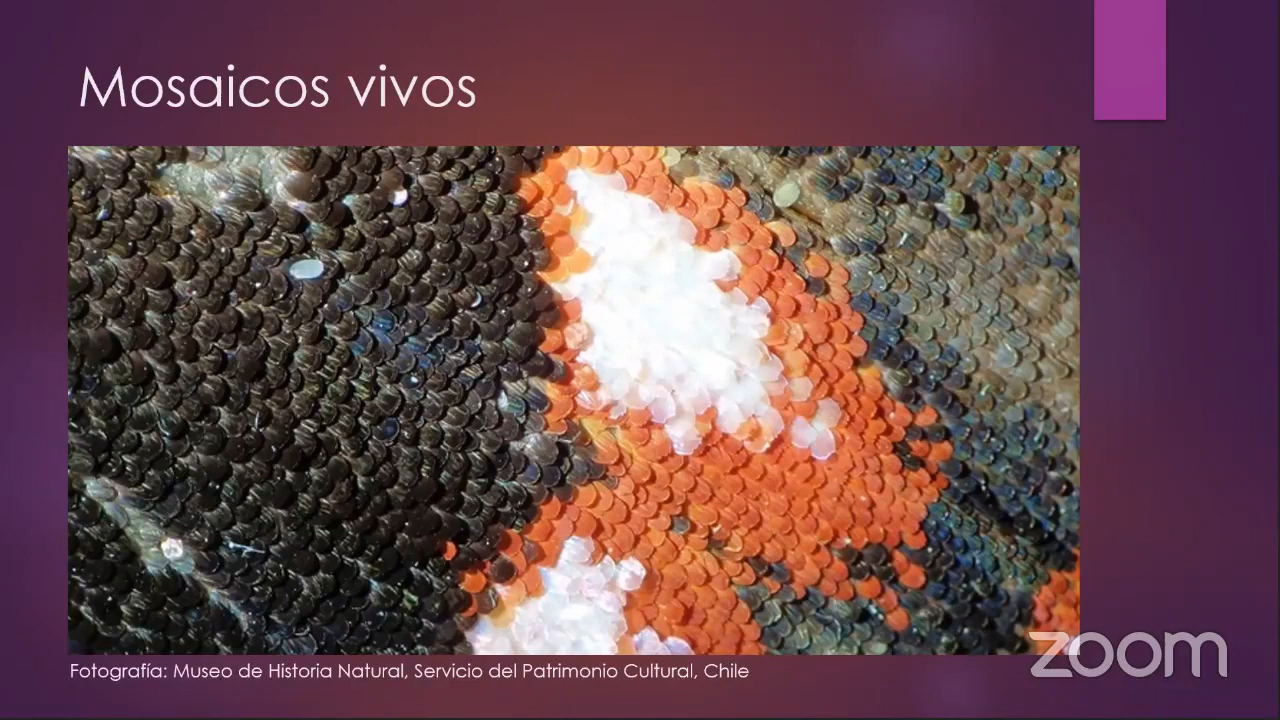 Mosaicos vivos
Fotografía: Museo de Historia Natural, Servicio del Patrimonio Cultural, Chile
zoom